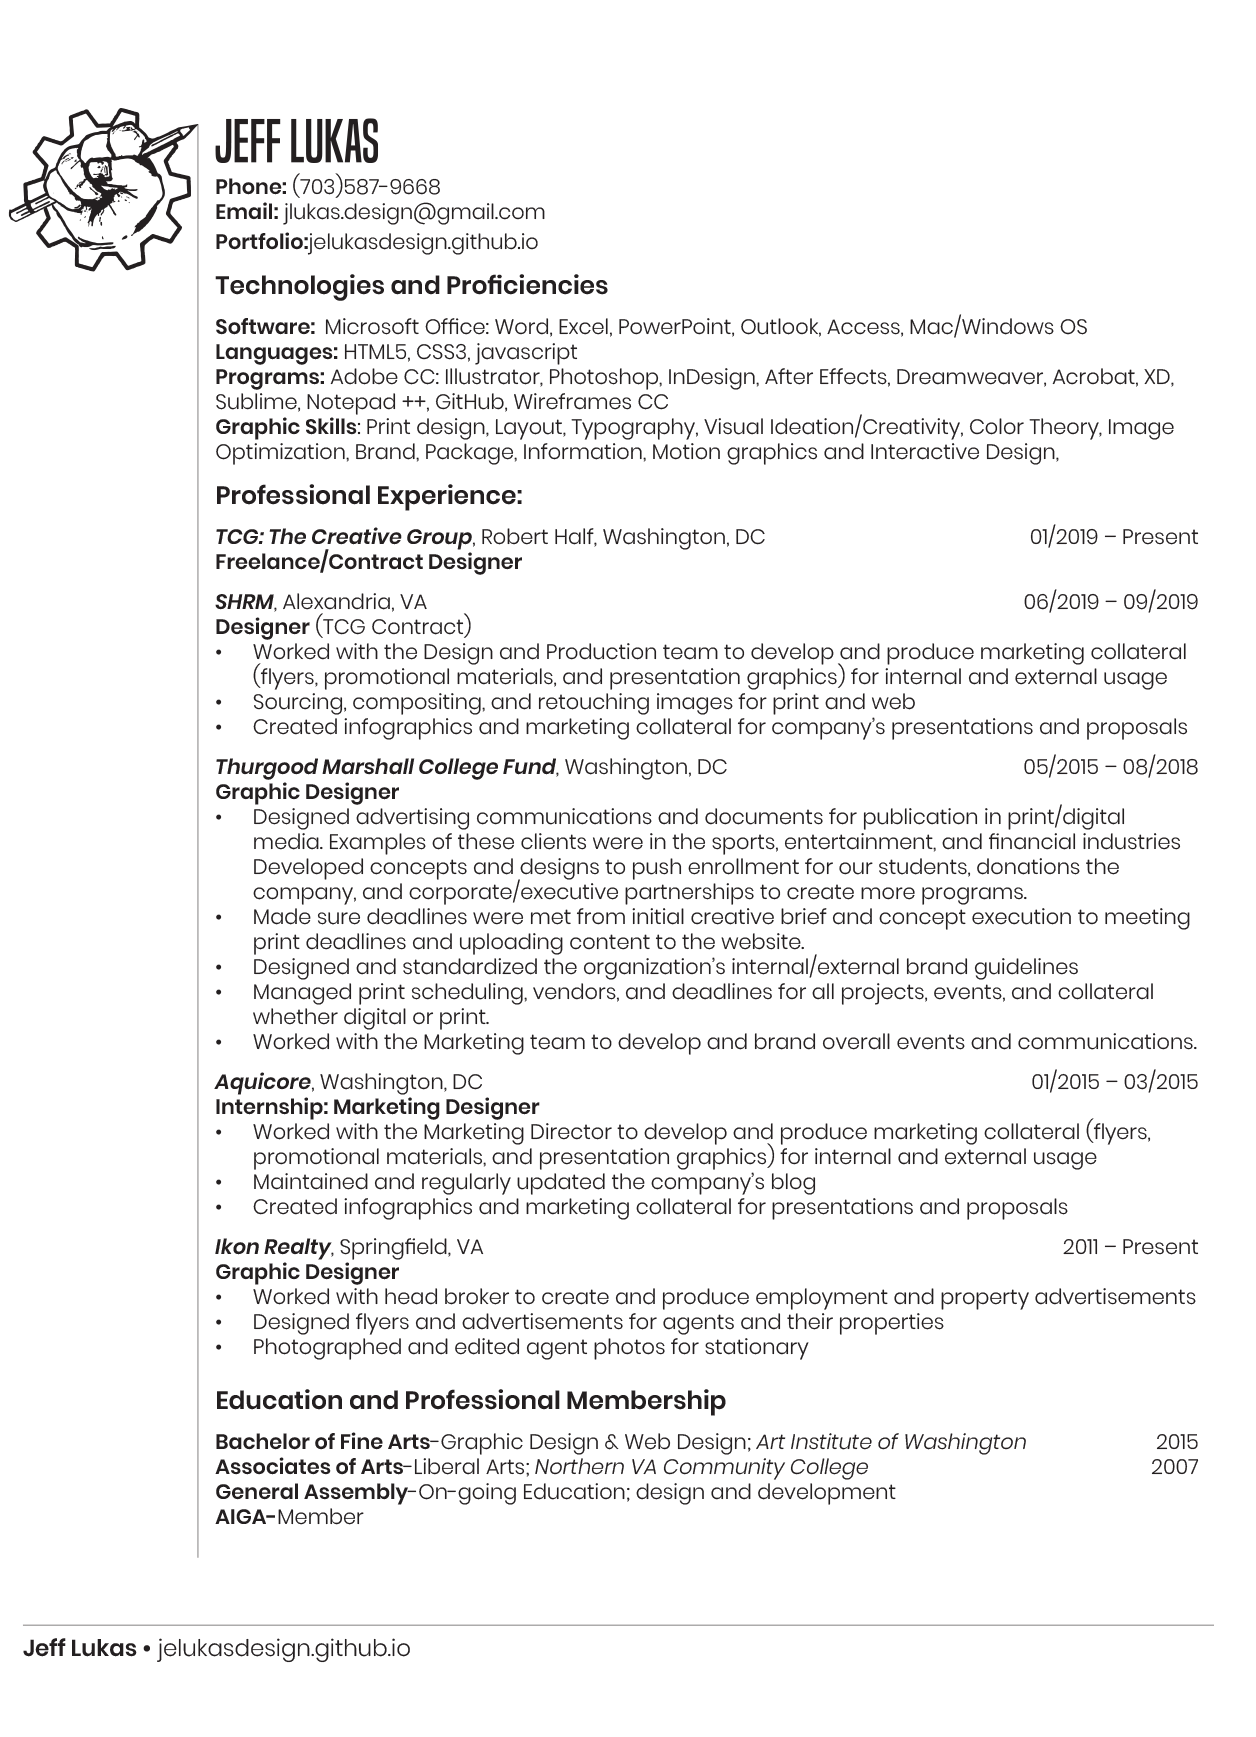 JEFF LUKAS
Phone: (703)587-9668
Email: jlukas.design@gmail.com
Portfolio:jelukasdesign.github.io
Technologies and Proficiencies
Software:  Microsoft Office: Word, Excel, PowerPoint, Outlook, Access, Mac/Windows OS
Languages: HTML5, CSS3, javascript
Programs: Adobe CC: Illustrator, Photoshop, InDesign, After Effects, Dreamweaver, Acrobat, XD,
Sublime, Notepad ++, GitHub, Wireframes CC
Graphic Skills: Print design, Layout, Typography, Visual Ideation/Creativity, Color Theory, Image
Optimization, Brand, Package, Information, Motion graphics and Interactive Design,
Professional Experience:
TCG: The Creative Group, Robert Half, Washington, DC 01/2019 – Present
Freelance/Contract Designer
SHRM, Alexandria, VA 06/2019 – 09/2019
Designer (TCG Contract)
• Worked with the Design and Production team to develop and produce marketing collateral
(flyers, promotional materials, and presentation graphics) for internal and external usage
• Sourcing, compositing, and retouching images for print and web
• Created infographics and marketing collateral for company's presentations and proposals
Thurgood Marshall College Fund, Washington, DC 05/2015 – 08/2018
Graphic Designer
• Designed advertising communications and documents for publication in print/digital
media. Examples of these clients were in the sports, entertainment, and financial industries
Developed concepts and designs to push enrollment for our students, donations the
company, and corporate/executive partnerships to create more programs.
• Made sure deadlines were met from initial creative brief and concept execution to meeting
print deadlines and uploading content to the website.
• Designed and standardized the organization's internal/external brand guidelines
• Managed print scheduling, vendors, and deadlines for all projects, events, and collateral
whether digital or print.
• Worked with the Marketing team to develop and brand overall events and communications.
Aquicore, Washington, DC 01/2015 – 03/2015
Internship: Marketing Designer
• Worked with the Marketing Director to develop and produce marketing collateral (flyers,
promotional materials, and presentation graphics) for internal and external usage
• Maintained and regularly updated the company's blog
• Created infographics and marketing collateral for presentations and proposals
Ikon Realty, Springfield, VA 2011 – Present
Graphic Designer
• Worked with head broker to create and produce employment and property advertisements
• Designed flyers and advertisements for agents and their properties
• Photographed and edited agent photos for stationary
Education and Professional Membership
Bachelor of Fine Arts-Graphic Design & Web Design; Art Institute of Washington 2015
Associates of Arts-Liberal Arts; Northern VA Community College 2007
General Assembly-On-going Education; design and development
AIGA-Member
Jeff Lukas • jelukasdesign.github.io